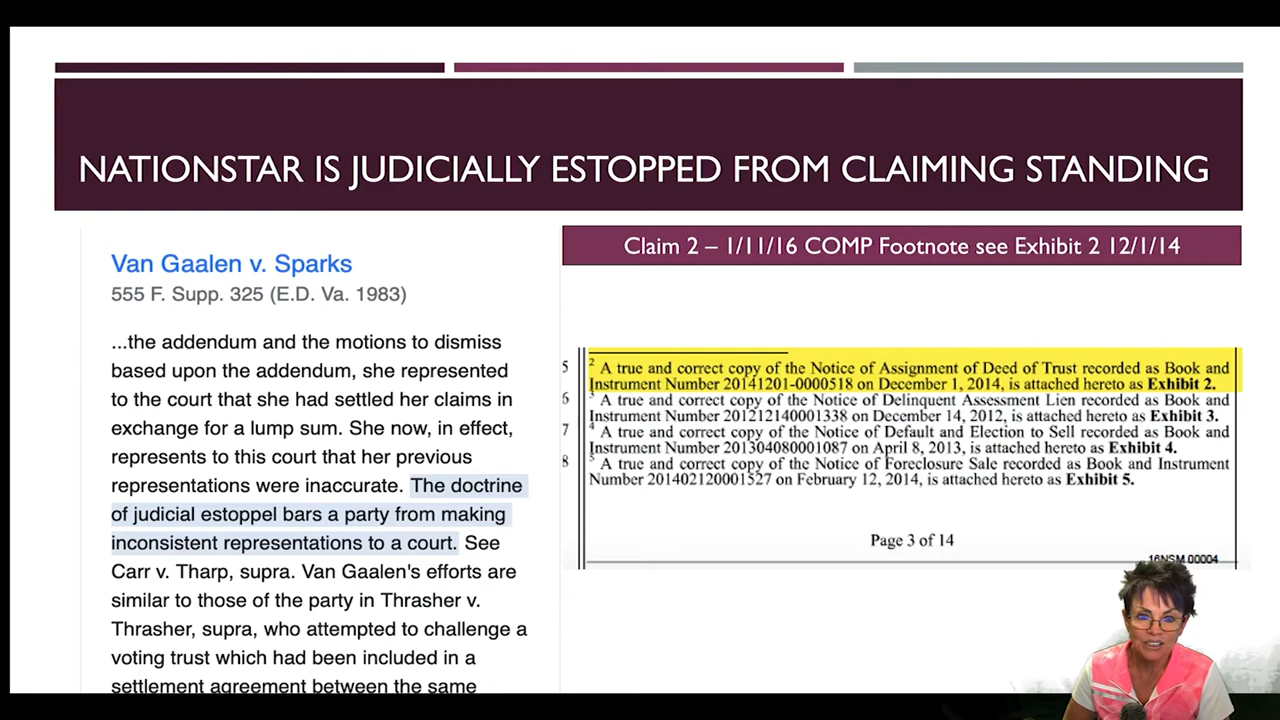 NATIONSTAR IS JUDICIALLY ESTOPPED FROM CLAIMING STANDING
Van Gaalen v. Sparks
555 F. Supp. 325 (E.D. Va. 1983)
...the addendum and the motions to dismiss
based upon the addendum, she represented
to the court that she had settled her claims in
exchange for a lump sum. She now, in effect,
represents to this court that her previous
representations were inaccurate. The doctrine
of judicial estoppel bars a party from making
inconsistent representations to a court. See
Carr v. Tharp, supra. Van Gaalen's efforts are
similar to those of the party in Thrasher v.
Thrasher, supra, who attempted to challenge a
voting trust which had been included in a
settlement agreement between the same
Claim 2 – 1/11/16 COMP Footnote see Exhibit 2 12/1/14
5 2 A true and correct copy of the Notice of Assignment of Deed of Trust recorded as Book and
Instrument Number 20141201-0000518 on December 1, 2014, is attached hereto as Exhibit 2.
6 3 A true and correct copy of the Notice of Delinquent Assessment Lien recorded as Book and
Instrument Number 201212140001338 on December 14, 2012, is attached hereto as Exhibit 3.
7 4 A true and correct copy of the Notice of Default and Election to Sell recorded as Book and
Instrument Number 201304080001087 on April 8, 2013, is attached hereto as Exhibit 4.
8 5 A true and correct copy of the Notice of Foreclosure Sale recorded as Book and Instrument
Number 201402120001527 on February 12, 2014, is attached hereto as Exhibit 5.
Page 3 of 14
16NSM 00004